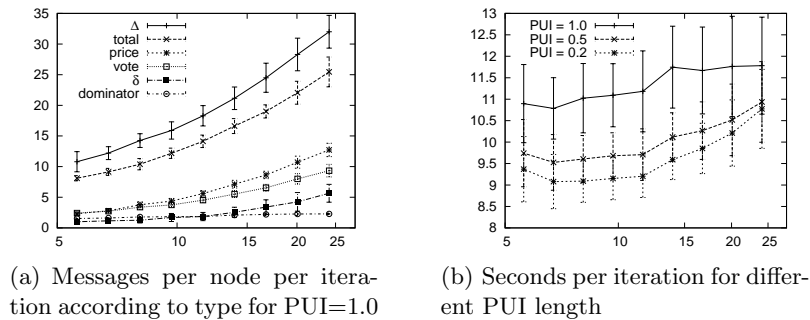 35
30
25
20
15
10
5
0
Δ
total
price
vote
δ
dominator
5 10 15 20 25
13
12.5
12
11.5
11
10.5
10
9.5
9
8.5
8
PUI = 1.0
PUI = 0.5
PUI = 0.2
5 10 15 20 25
(a) Messages per node per itera-
tion according to type for PUI=1.0
(b) Seconds per iteration for differ-
ent PUI length